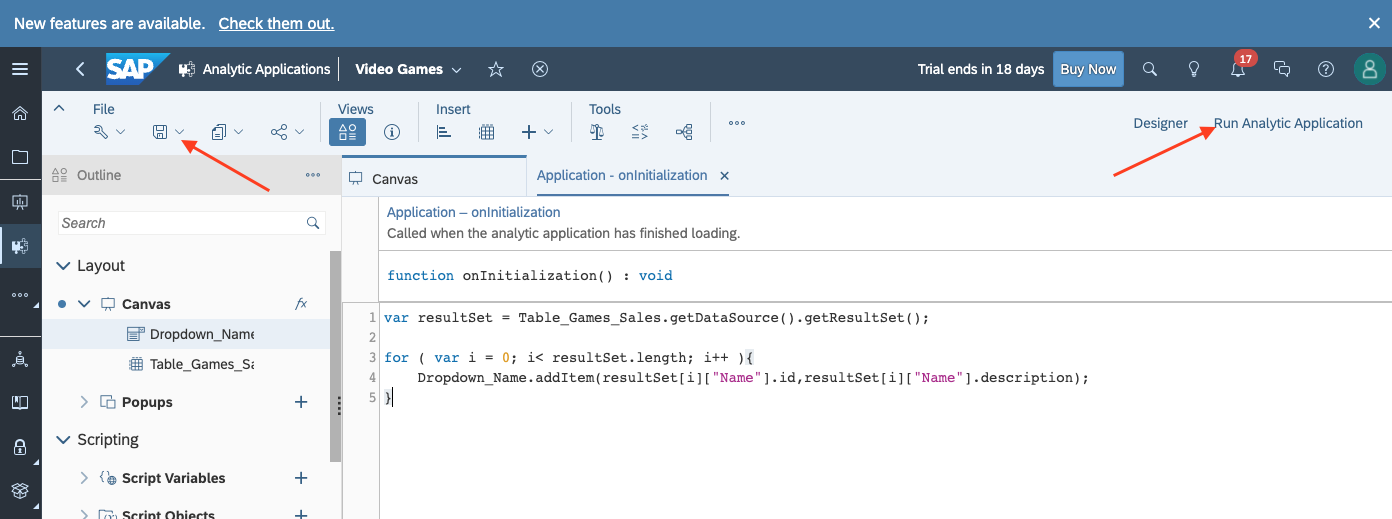 New features are available. Check them out.
SAP Analytic Applications Video Games Trial ends in 18 days Buy Now 17
File Views Insert Tools
Designer Run Analytic Application
Outline
Canvas Application - onInitialization
Search
Application – onInitialization
Called when the analytic application has finished loading.
Layout
function onInitialization() : void
Canvas fx
Dropdown_Name
Table_Games_Sa
Popups
Scripting
Script Variables
Script Objects
1 var resultSet = Table_Games_Sales.getDataSource().getResultSet();
2
3 for ( var i = 0; i< resultSet.length; i++ ){
4 Dropdown_Name.addItem(resultSet[i]["Name"].id,resultSet[i]["Name"].description);
5 }